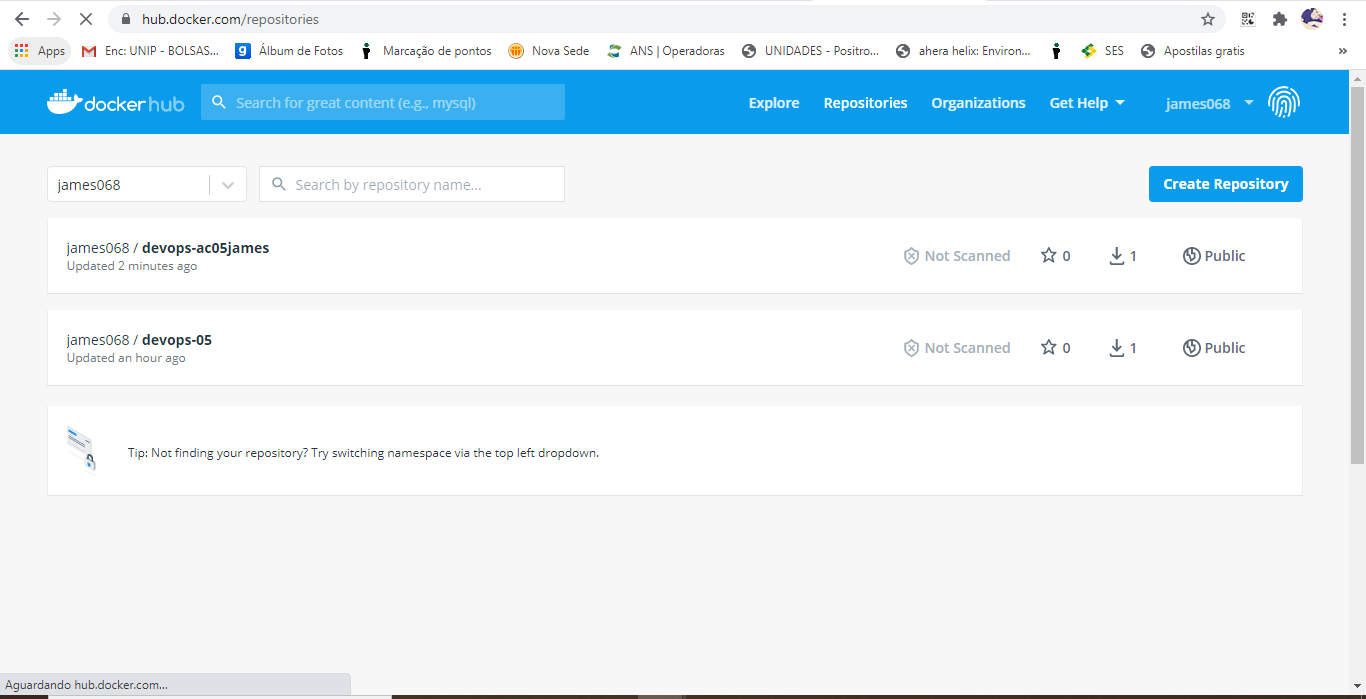 hub.docker.com/repositories
Apps Enc: UNIP - BOLSAS... Álbum de Fotos Marcação de pontos Nova Sede ANS | Operadoras UNIDADES - Positro... ahera helix: Environ... SES Apostilas gratis »
docker hub Search for great content (e.g., mysql) Explore Repositories Organizations Get Help james068
james068 Search by repository name... Create Repository
james068 / devops-ac05james
Updated 2 minutes ago
Not Scanned 0 1 Public
james068 / devops-05
Updated an hour ago
Not Scanned 0 1 Public
Tip: Not finding your repository? Try switching namespace via the top left dropdown.
Aguardando hub.docker.com...